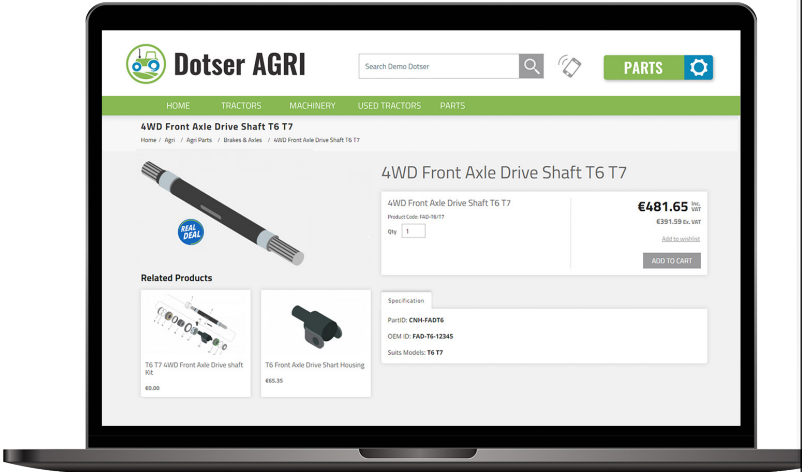 Dotser AGRI
Search Demo Dotser
PARTS
HOME TRACTORS MACHINERY USED TRACTORS PARTS
4WD Front Axle Drive Shaft T6 T7
Home / Agri / Agri Parts / Brakes & Axles / 4WD Front Axle Drive Shaft T6 T7
REAL
DEAL
4WD Front Axle Drive Shaft T6 T7
4WD Front Axle Drive Shaft T6 T7
Product Code: FAD-T6/T7
Qty 1
€481.65 Inc. VAT
€391.59 Ex. VAT
Add to wishlist
ADD TO CART
Related Products
T6 T7 4WD Front Axle Drive shaft
Kit
€0.00
T6 Front Axle Drive Shart Housing
€65.35
Specification
PartID: CNH-FADT6
OEM ID: FAD-T6-12345
Suits Models: T6 T7